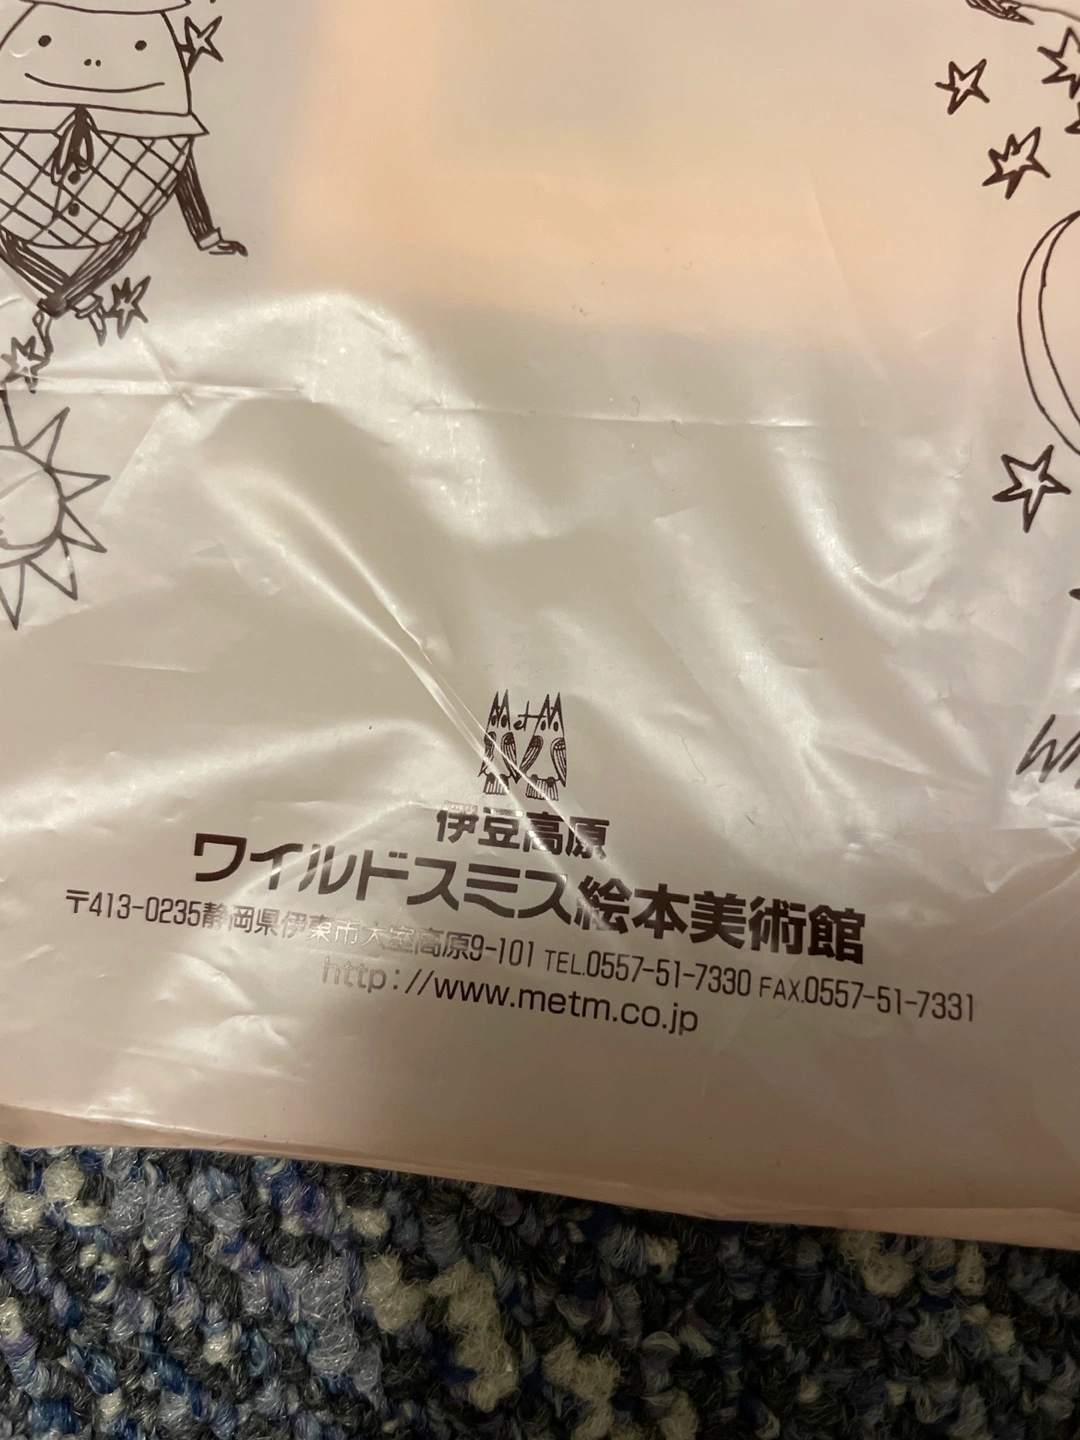 et
伊豆高原
ワイルドスミス絵本美術館
〒413-0235静岡県伊東市大室高原9-101 TEL.0557-51-7330 FAX.0557-51-7331
http://www.metm.co.jp